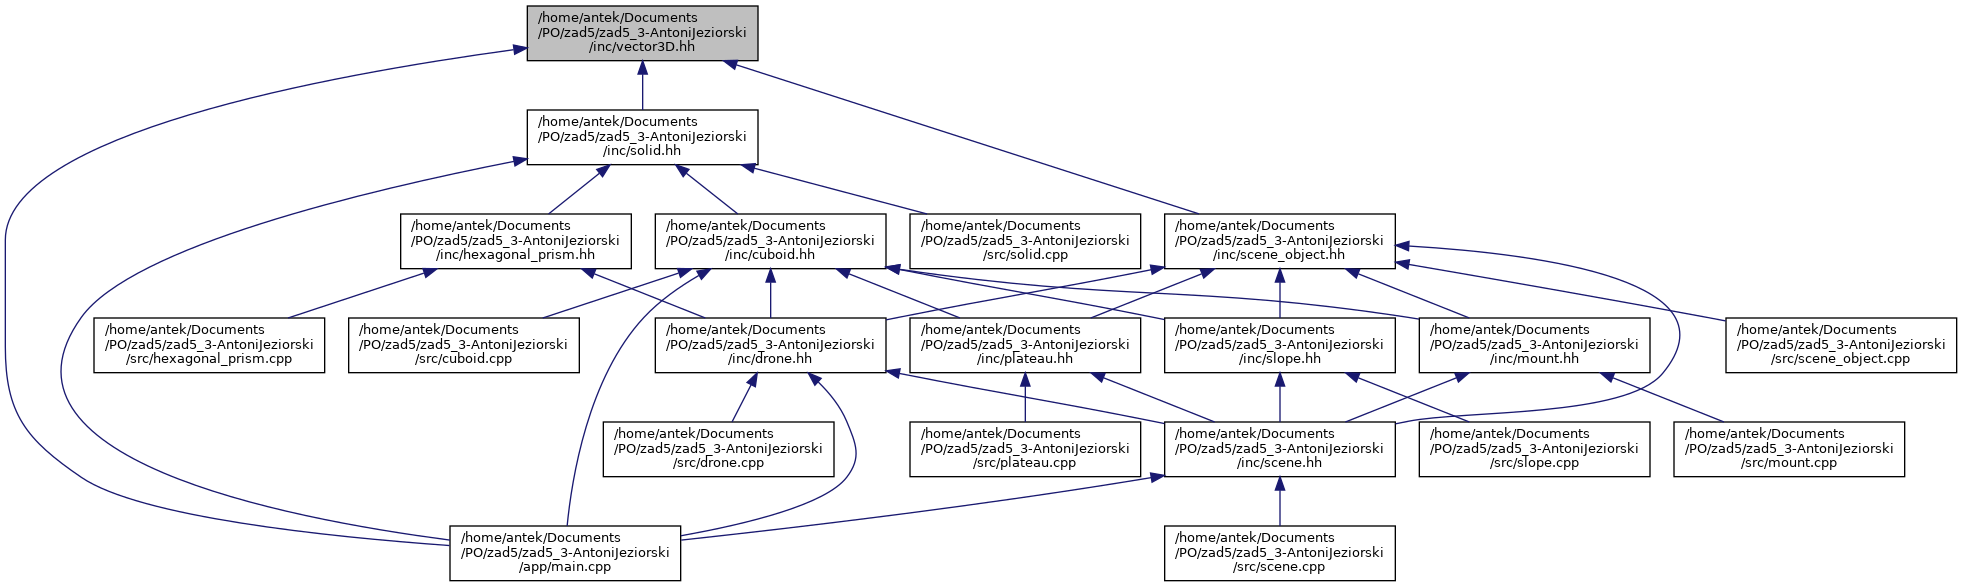 /home/antek/Documents
/PO/zad5/zad5_3-AntoniJeziorski
/inc/vector3D.hh
/home/antek/Documents
/PO/zad5/zad5_3-AntoniJeziorski
/inc/solid.hh
/home/antek/Documents
/PO/zad5/zad5_3-AntoniJeziorski
/inc/hexagonal_prism.hh
/home/antek/Documents
/PO/zad5/zad5_3-AntoniJeziorski
/inc/cuboid.hh
/home/antek/Documents
/PO/zad5/zad5_3-AntoniJeziorski
/src/solid.cpp
/home/antek/Documents
/PO/zad5/zad5_3-AntoniJeziorski
/inc/scene_object.hh
/home/antek/Documents
/PO/zad5/zad5_3-AntoniJeziorski
/src/hexagonal_prism.cpp
/home/antek/Documents
/PO/zad5/zad5_3-AntoniJeziorski
/src/cuboid.cpp
/home/antek/Documents
/PO/zad5/zad5_3-AntoniJeziorski
/inc/drone.hh
/home/antek/Documents
/PO/zad5/zad5_3-AntoniJeziorski
/inc/plateau.hh
/home/antek/Documents
/PO/zad5/zad5_3-AntoniJeziorski
/inc/slope.hh
/home/antek/Documents
/PO/zad5/zad5_3-AntoniJeziorski
/inc/mount.hh
/home/antek/Documents
/PO/zad5/zad5_3-AntoniJeziorski
/src/scene_object.cpp
/home/antek/Documents
/PO/zad5/zad5_3-AntoniJeziorski
/src/drone.cpp
/home/antek/Documents
/PO/zad5/zad5_3-AntoniJeziorski
/src/plateau.cpp
/home/antek/Documents
/PO/zad5/zad5_3-AntoniJeziorski
/inc/scene.hh
/home/antek/Documents
/PO/zad5/zad5_3-AntoniJeziorski
/src/slope.cpp
/home/antek/Documents
/PO/zad5/zad5_3-AntoniJeziorski
/src/mount.cpp
/home/antek/Documents
/PO/zad5/zad5_3-AntoniJeziorski
/app/main.cpp
/home/antek/Documents
/PO/zad5/zad5_3-AntoniJeziorski
/src/scene.cpp